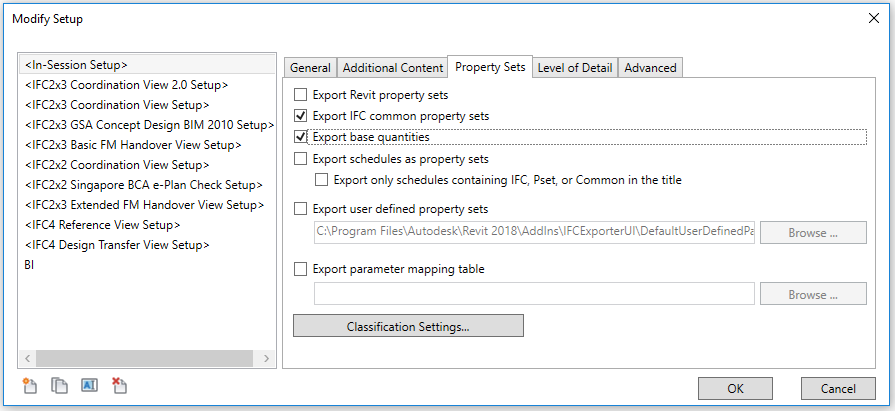 Modify Setup
<In-Session Setup>
<IFC2x3 Coordination View 2.0 Setup>
<IFC2x3 Coordination View Setup>
<IFC2x3 GSA Concept Design BIM 2010 Setup>
<IFC2x3 Basic FM Handover View Setup>
<IFC2x2 Coordination View Setup>
<IFC2x2 Singapore BCA e-Plan Check Setup>
<IFC2x3 Extended FM Handover View Setup>
<IFC4 Reference View Setup>
<IFC4 Design Transfer View Setup>
BI
General Additional Content Property Sets Level of Detail Advanced
Export Revit property sets
Export IFC common property sets
Export base quantities
Export schedules as property sets
Export only schedules containing IFC, Pset, or Common in the title
Export user defined property sets
C:\Program Files\Autodesk\Revit 2018\AddIns\IFCExporterUI\DefaultUserDefinedPa Browse ...
Export parameter mapping table
Browse ...
Classification Settings...
OK Cancel